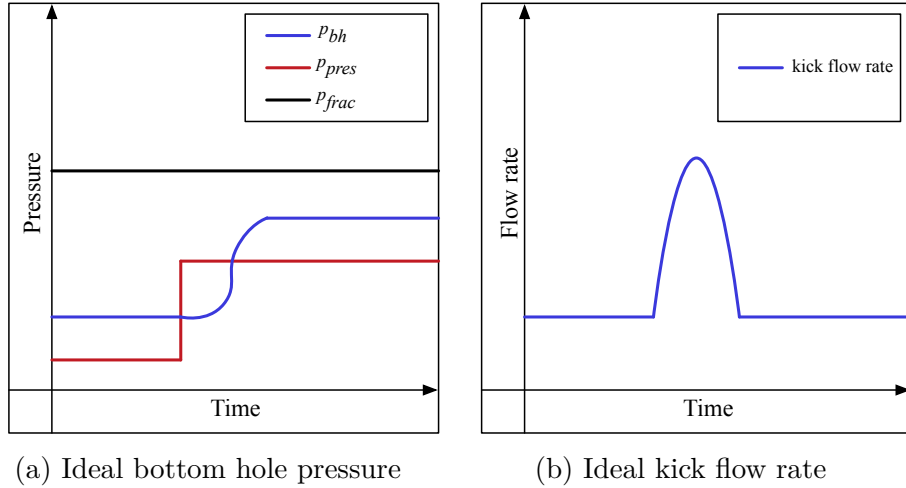 p_bh
p_pres
p_frac
Pressure
Time
(a) Ideal bottom hole pressure
kick flow rate
Flow rate
Time
(b) Ideal kick flow rate